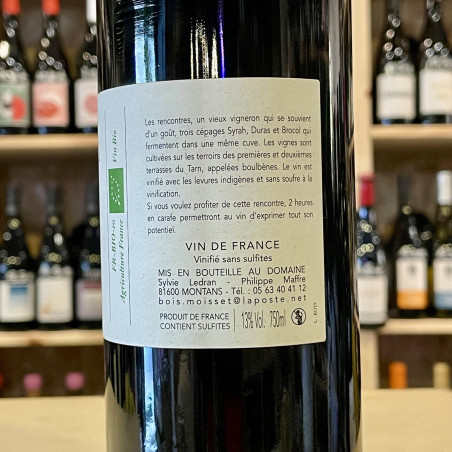 Les rencontres, un vieux vigneron qui se souvient
d'un goût, trois cépages Syrah, Duras et Brocol qui
fermentent dans une même cuve. Les vignes sont
cultivées sur les terroirs des premières et deuxièmes
terrasses du Tarn, appelées boulbènes. Le vin est
vinifié avec les levures indigènes et sans soufre à la
vinification.
Si vous voulez profiter de cette rencontre, 2 heures
en carafe permettront au vin d'exprimer tout son
potentiel.
VIN DE FRANCE
Vinifié sans sulfites
MIS EN BOUTEILLE AU DOMAINE
Sylvie Ledran - Philippe Maffre
81600 MONTANS - Tél. : 05 63 40 41 12
bois.moisset@laposte.net
PRODUIT DE FRANCE
CONTIENT SULFITES
13% Vol. 750ml
FR-BIO-10
Agriculture France
Vin Bio